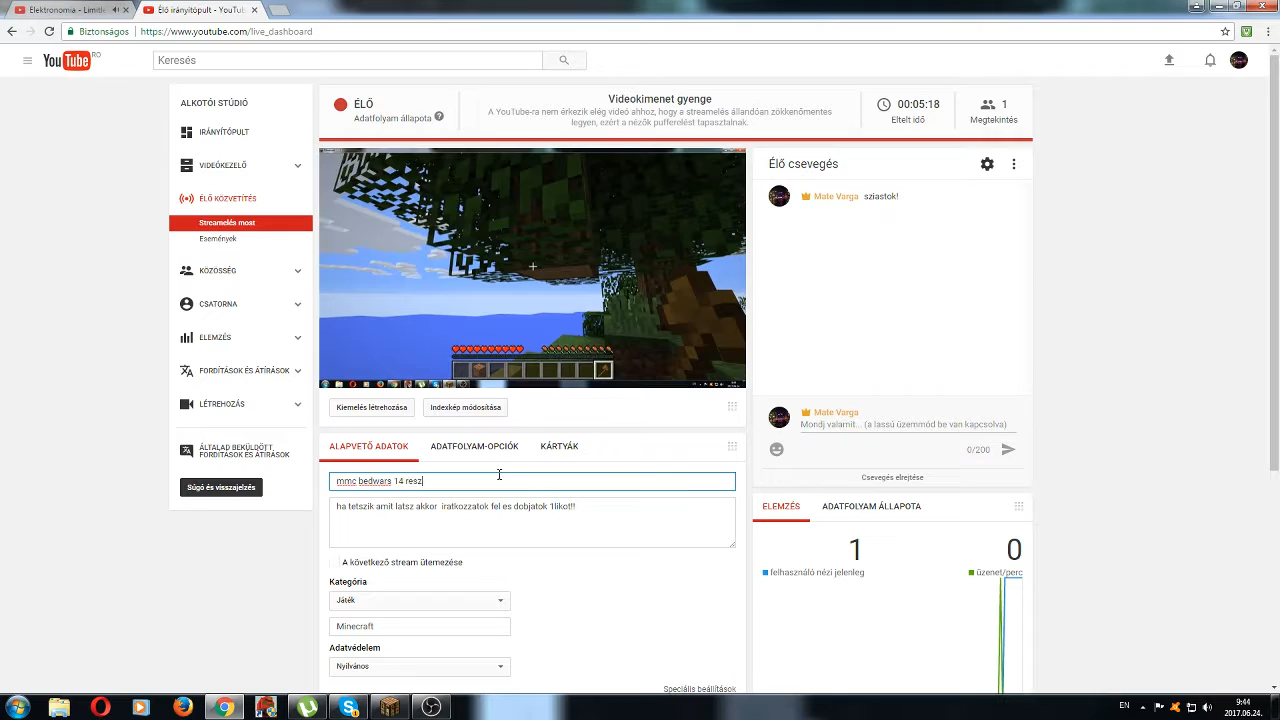 Elektronomia - Limitle
Élő irányítópult - YouTu
Biztonságos
https://www.youtube.com/live_dashboard
YouTube RO
Keresés
ALKOTÓI STÚDIÓ
IRÁNYÍTÓPULT
VIDEÓKEZELŐ
ÉLŐ KÖZVETÍTÉS
Streamelés most
Események
KÖZÖSSÉG
CSATORNA
ELEMZÉS
FORDÍTÁSOK ÉS ÁTÍRÁSOK
LÉTREHOZÁS
ÁLTALAD BEKÜLDÖTT
FORDÍTÁSOK ÉS ÁTÍRÁSOK
Súgó és visszajelzés
ÉLŐ
Adatfolyam állapota
Videokimenet gyenge
A YouTube-ra nem érkezik elég videó ahhoz, hogy a streamelés állandóan zökkenőmentes
legyen, ezért a nézők pufferelést tapasztalnak.
00:05:18
Eltelt idő
1
Megtekintés
Kiemelés létrehozása
Indexkép módosítása
ALAPVETŐ ADATOK
ADATFOLYAM-OPCIÓK
KÁRTYÁK
mmc bedwars 14 resz
ha tetszik amit latsz akkor iratkozzatok fel es dobjatok 1likot!!
A következő stream ütemezése
Kategória
Játék
Minecraft
Adatvédelem
Nyilvános
Speciális beállítások
Élő csevegés
Mate Varga sziastok!
Mate Varga
Mondj valamit... (a lassú üzemmód be van kapcsolva)
0/200
Csevegés elrejtése
ELEMZÉS
ADATFOLYAM ÁLLAPOTA
1
felhasználó nézi jelenleg
0
üzenet/perc
EN
9:44
2017.06.24.